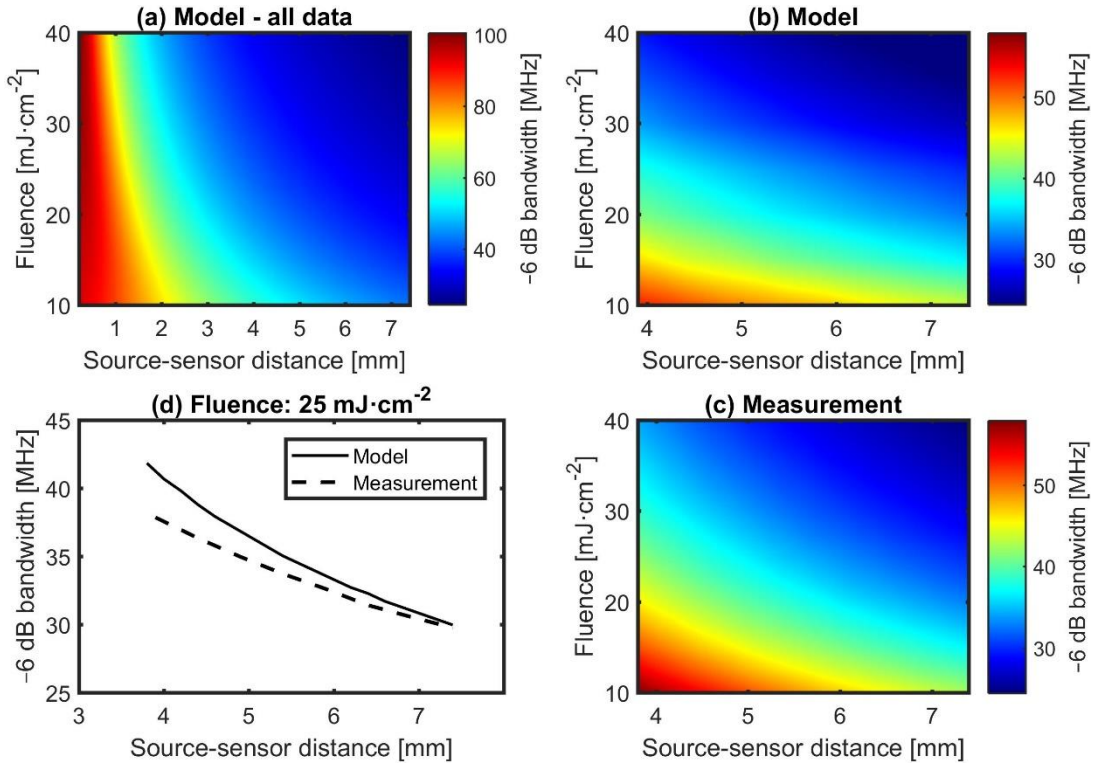 (a) Model - all data
40
30
20
10
Fluence [mJ·cm-2]
1 2 3 4 5 6 7
Source-sensor distance [mm]
100
80
60
40
−6 dB bandwidth [MHz]
(b) Model
40
30
20
10
Fluence [mJ·cm-2]
4 5 6 7
Source-sensor distance [mm]
50
40
30
−6 dB bandwidth [MHz]
(d) Fluence: 25 mJ·cm-2
45
40
35
30
25
−6 dB bandwidth [MHz]
Model
Measurement
3 4 5 6 7
Source-sensor distance [mm]
(c) Measurement
40
30
20
10
Fluence [mJ·cm-2]
4 5 6 7
Source-sensor distance [mm]
50
40
30
−6 dB bandwidth [MHz]